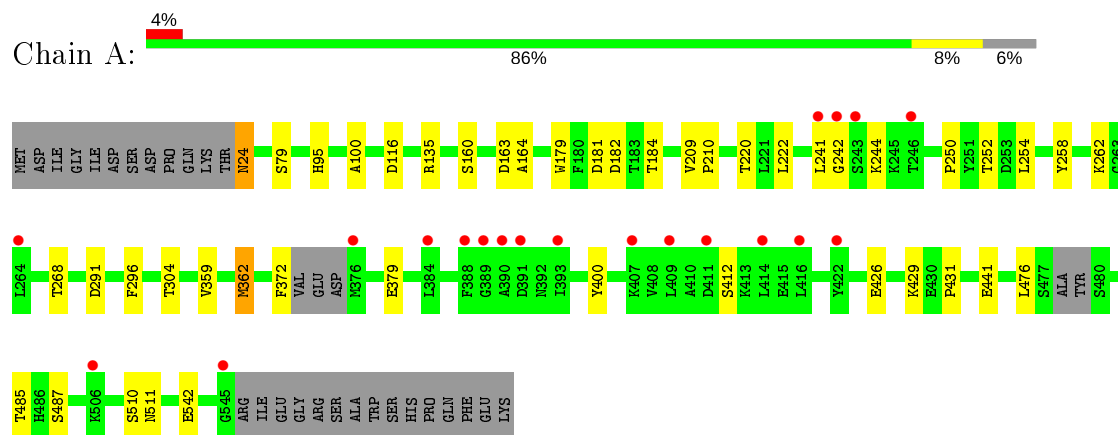 4%
Chain A:
86% 8% 6%
MET ASP ILE GLY ILE ASP SER ASP PRO GLN LYS THR N24 S79 H95 A100 D116 R135 S160 D163 A164 W179 F180 D181 D182 T183 T184 V209 P210 T220 L221 L222 L241 G242 S243 K244 K245 T246 P250 Y251 T252 D253 L254 Y258 K262 G263
L264 T268 D291 F296 T304 V359 M362 F372 VAL GLU ASP M376 E379 L384 F388 G389 A390 D391 N392 I393 Y400 K407 V408 L409 A410 D411 S412 K413 L414 E415 L416 Y422 E426 K429 E430 P431 E441 L476 S477 ALA TYR S480
T485 H486 S487 K506 S510 N511 E542 G545 ARG ILE GLU GLY ARG SER ALA TRP SER HIS PRO GLN PHE GLU LYS